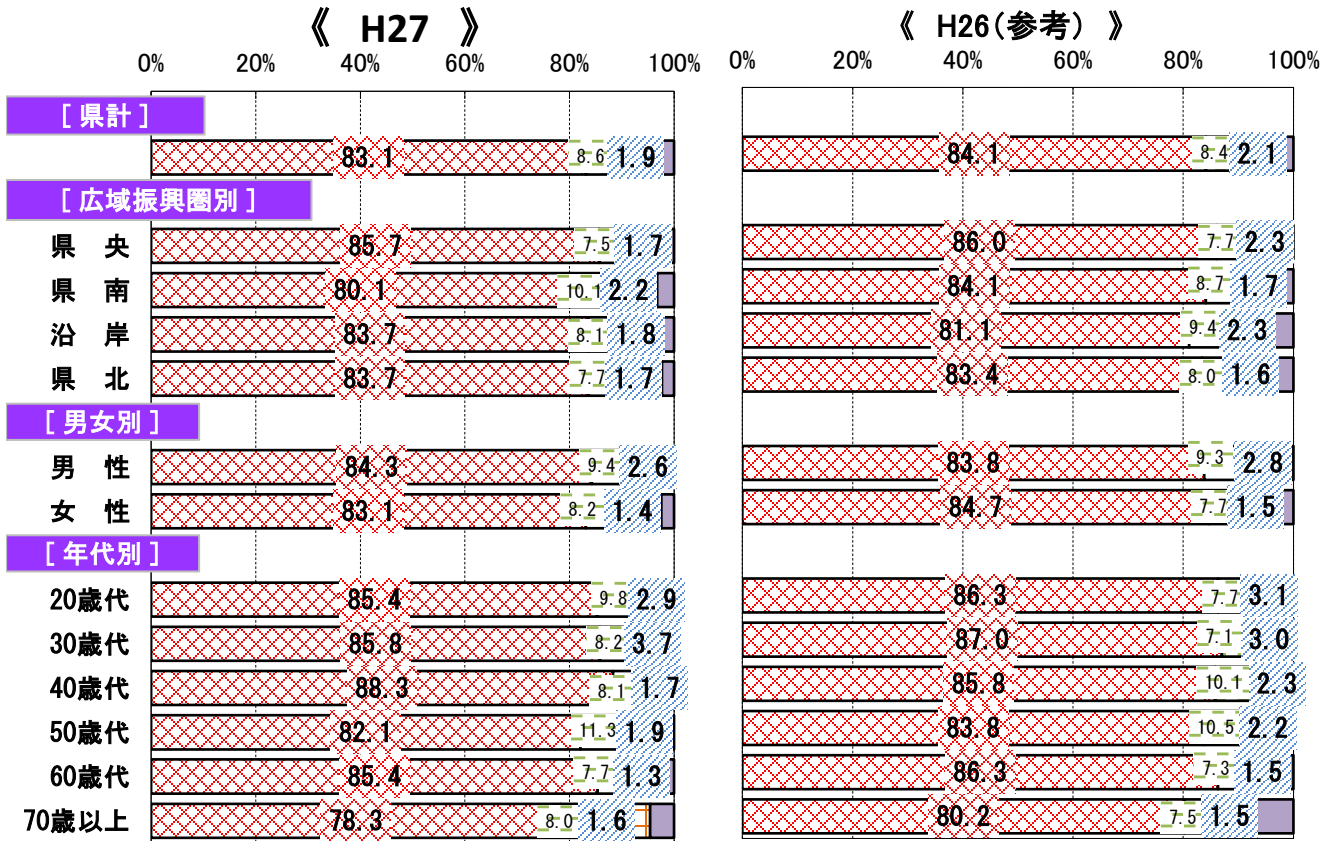 《 H27 》
0% 20% 40% 60% 80% 100%
[ 県計 ]
83.1 8.6 1.9
[ 広域振興圏別 ]
県 央 85.7 7.5 1.7
県 南 80.1 10.1 2.2
沿 岸 83.7 8.1 1.8
県 北 83.7 7.7 1.7
[ 男女別 ]
男 性 84.3 9.4 2.6
女 性 83.1 8.2 1.4
[ 年代別 ]
20歳代 85.4 9.8 2.9
30歳代 85.8 8.2 3.7
40歳代 88.3 8.1 1.7
50歳代 82.1 11.3 1.9
60歳代 85.4 7.7 1.3
70歳以上 78.3 8.0 1.6
《 H26(参考) 》
0% 20% 40% 60% 80% 100%
84.1 8.4 2.1
86.0 7.7 2.3
84.1 8.7 1.7
81.1 9.4 2.3
83.4 8.0 1.6
83.8 9.3 2.8
84.7 7.7 1.5
86.3 7.7 3.1
87.0 7.1 3.0
85.8 10.1 2.3
83.8 10.5 2.2
86.3 7.3 1.5
80.2 7.5 1.5